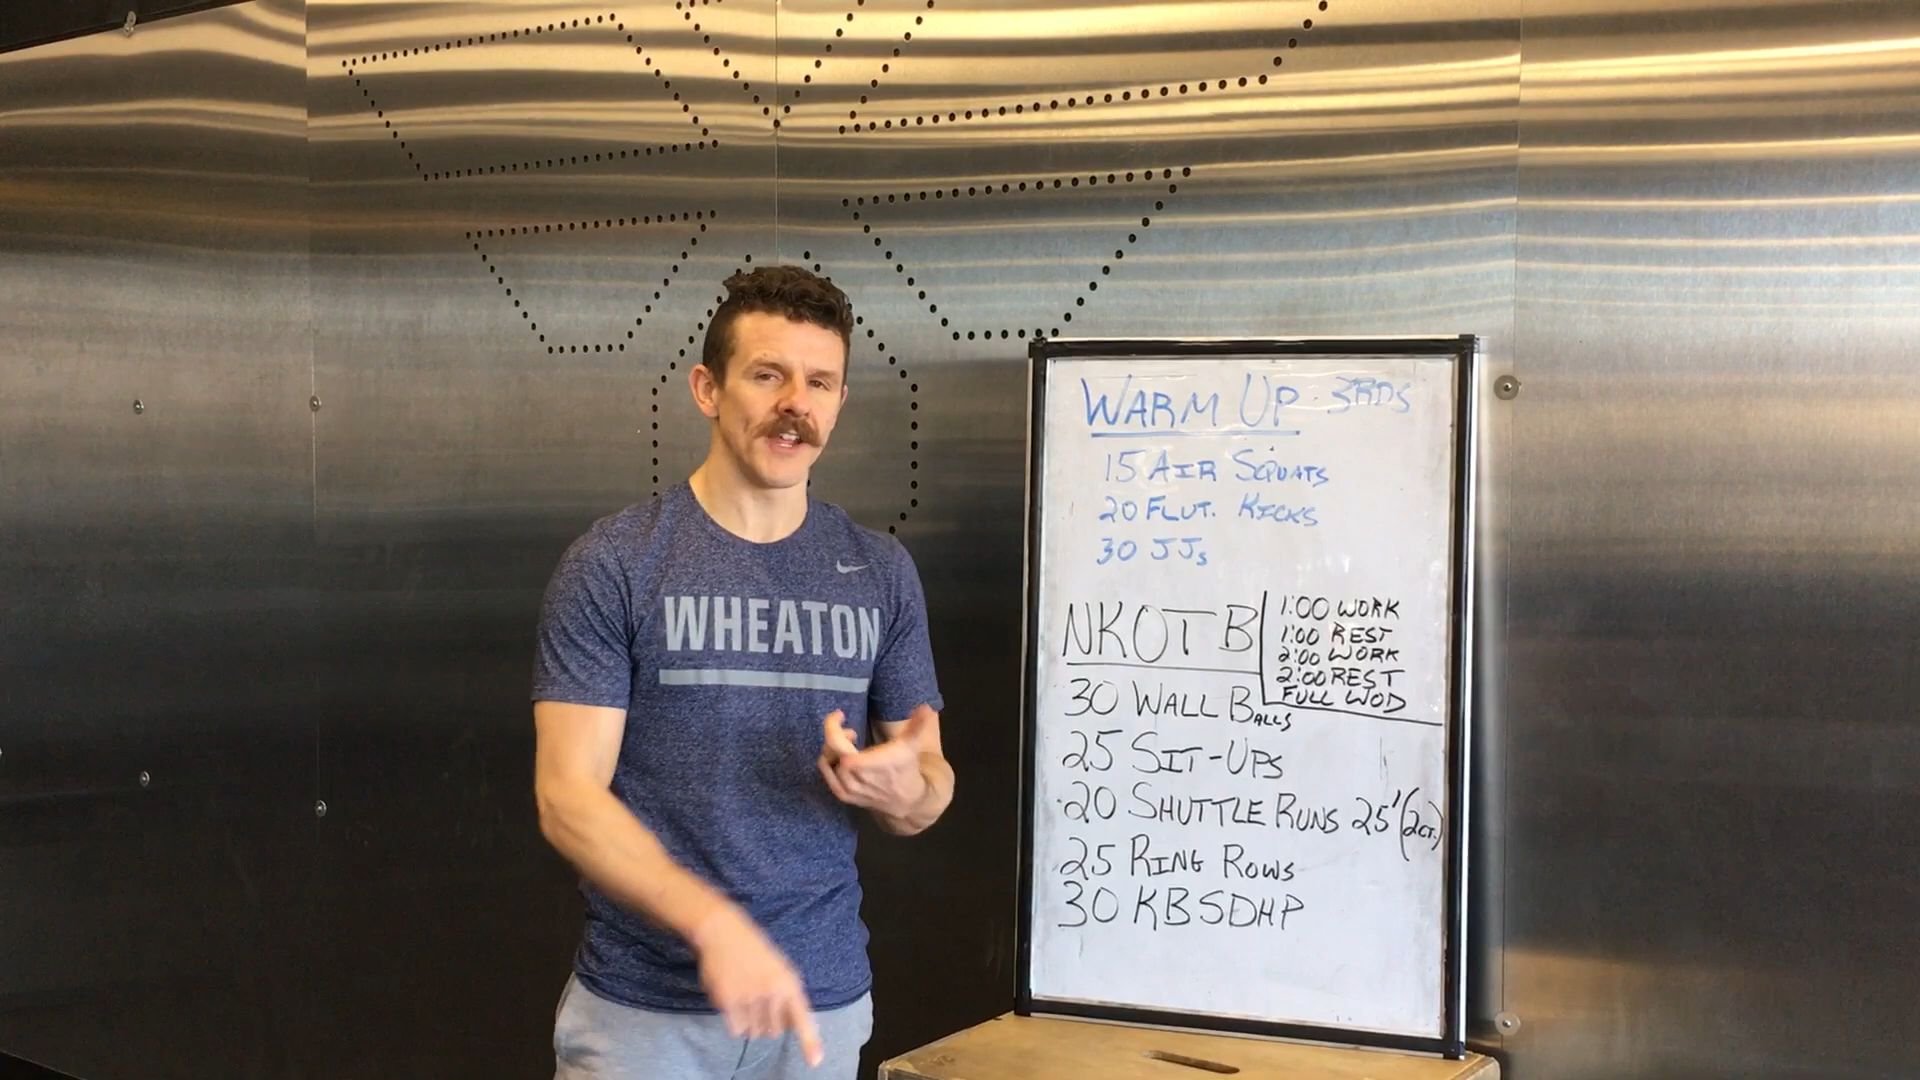 WHEATON
WARM UP - 3RDS
15 AIR SQUATS
20 FLUT. KICKS
30 JJs
NKOTB
1:00 WORK
1:00 REST
2:00 WORK
2:00 REST
FULL WOD
30 WALL BALLS
25 SIT-UPS
20 SHUTTLE RUNS 25' (2CT.)
25 RING ROWS
30 KBSDHP